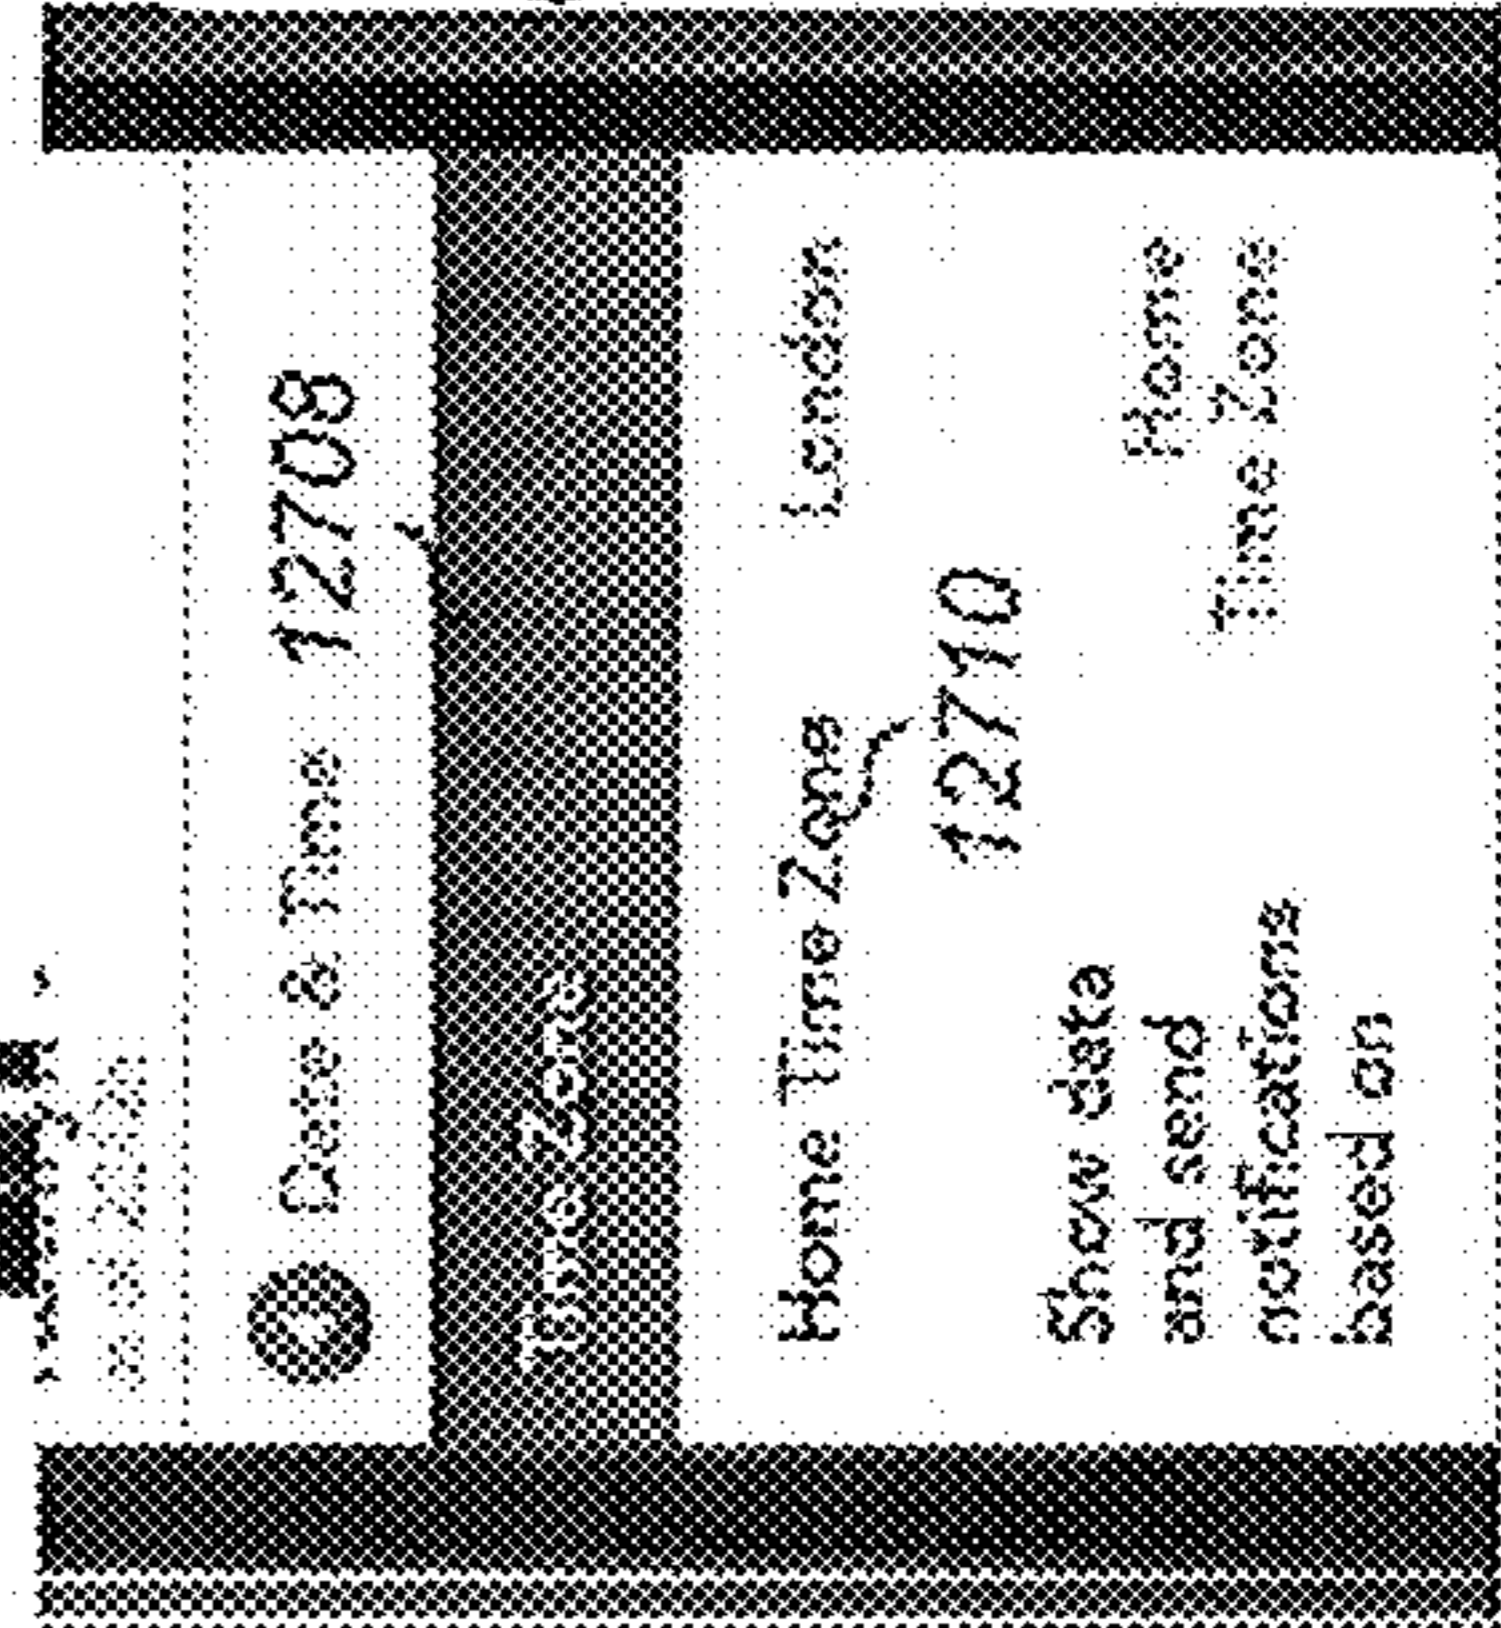 Date & Time 12708
Time Zone
Home Time Zone London
12710
Show date
and send
notifications
based on
Home
Time Zone